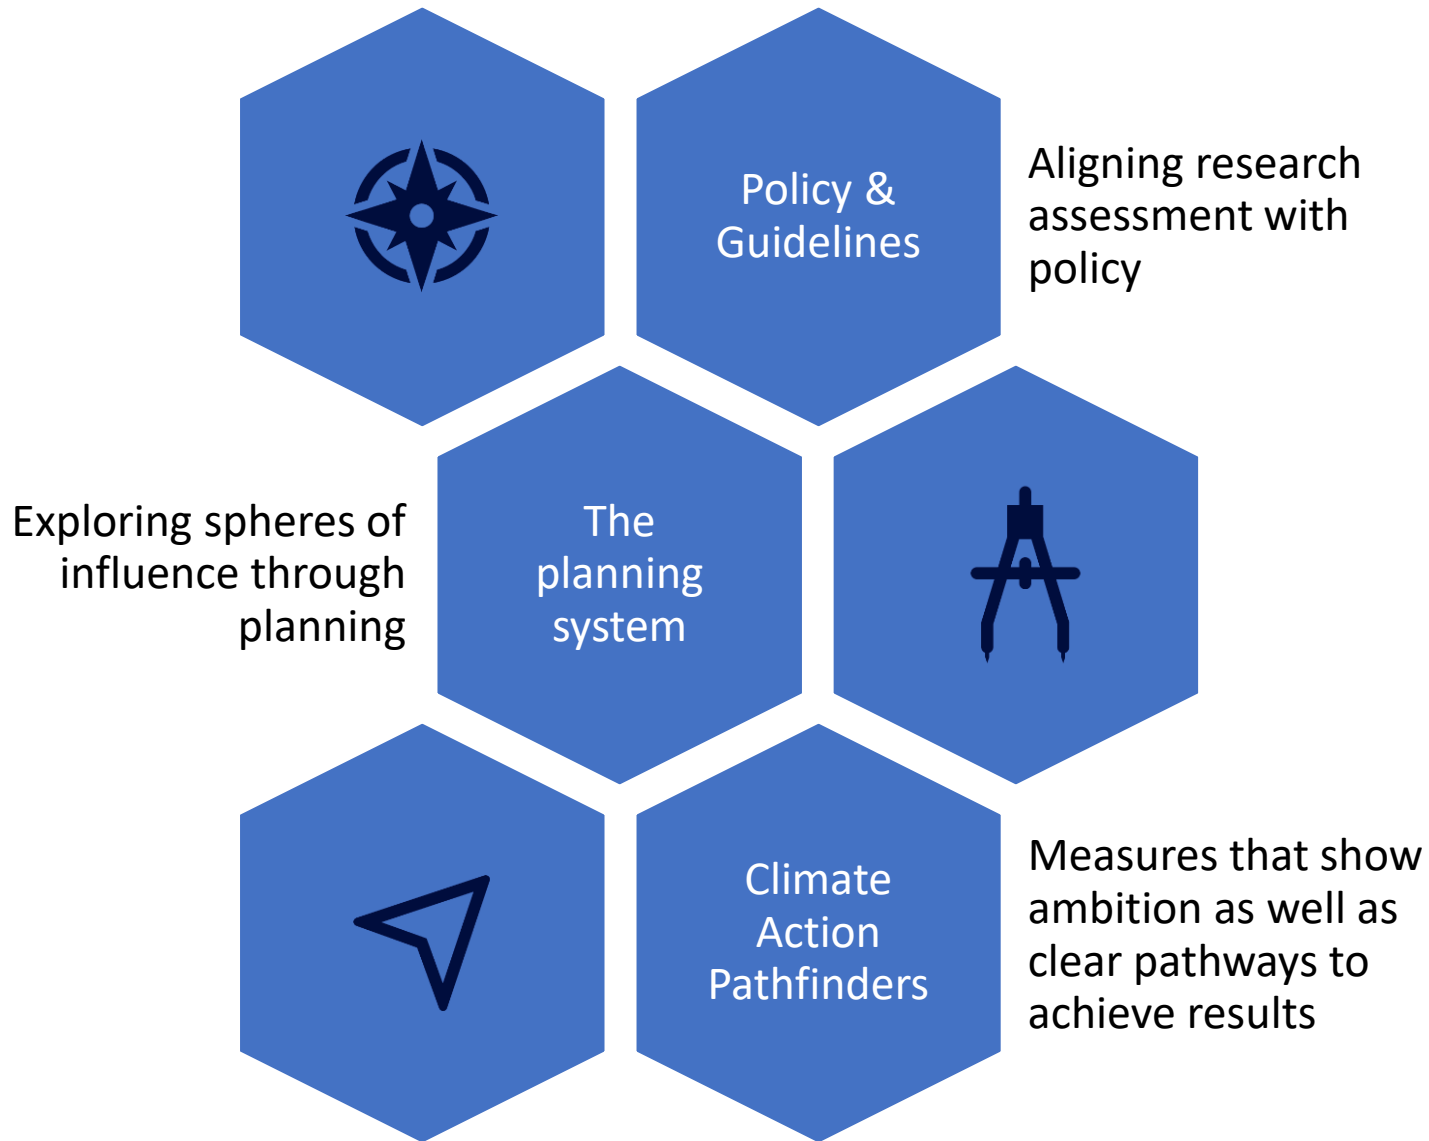 Policy &
Guidelines
Aligning research
assessment with
policy
Exploring spheres of
influence through
planning
The
planning
system
Climate
Action
Pathfinders
Measures that show
ambition as well as
clear pathways to
achieve results